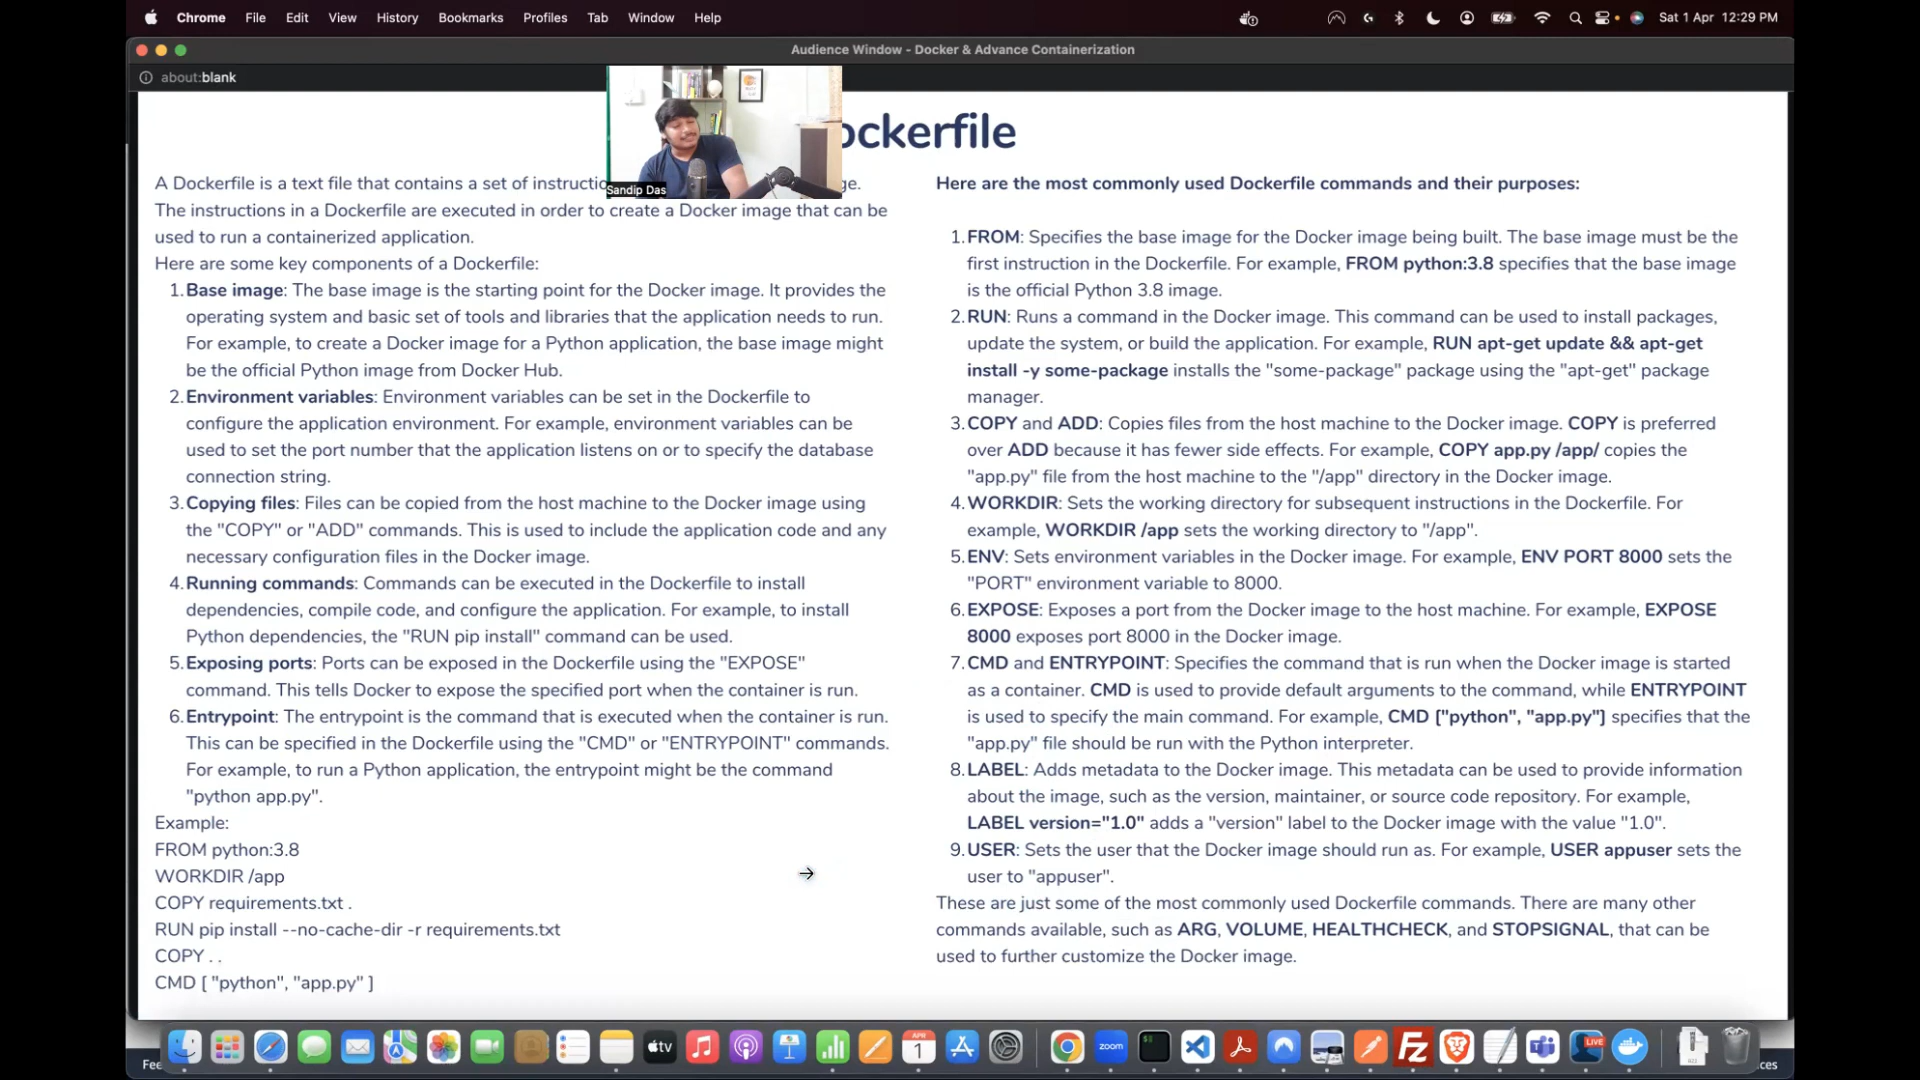 Chrome File Edit View History Bookmarks Profiles Tab Window Help
Sat 1 Apr 12:29 PM
Audience Window - Docker & Advance Containerization
about:blank
ockerfile
Sandip Das
A Dockerfile is a text file that contains a set of
The instructions in a Dockerfile are executed in order to create a Docker image that can be
used to run a containerized application.
Here are some key components of a Dockerfile:
1. Base image: The base image is the starting point for the Docker image. It provides the
operating system and basic set of tools and libraries that the application needs to run.
For example, to create a Docker image for a Python application, the base image might
be the official Python image from Docker Hub.
2. Environment variables: Environment variables can be set in the Dockerfile to
configure the application environment. For example, environment variables can be
used to set the port number that the application listens on or to specify the database
connection string.
3. Copying files: Files can be copied from the host machine to the Docker image using
the "COPY" or "ADD" commands. This is used to include the application code and any
necessary configuration files in the Docker image.
4. Running commands: Commands can be executed in the Dockerfile to install
dependencies, compile code, and configure the application. For example, to install
Python dependencies, the "RUN pip install" command can be used.
5. Exposing ports: Ports can be exposed in the Dockerfile using the "EXPOSE"
command. This tells Docker to expose the specified port when the container is run.
6. Entrypoint: The entrypoint is the command that is executed when the container is run.
This can be specified in the Dockerfile using the "CMD" or "ENTRYPOINT" commands.
For example, to run a Python application, the entrypoint might be the command
"python app.py".
Example:
FROM python:3.8
WORKDIR /app
COPY requirements.txt .
RUN pip install --no-cache-dir -r requirements.txt
COPY . .
CMD [ "python", "app.py" ]
Here are the most commonly used Dockerfile commands and their purposes:
1. FROM: Specifies the base image for the Docker image being built. The base image must be the
first instruction in the Dockerfile. For example, FROM python:3.8 specifies that the base image
is the official Python 3.8 image.
2. RUN: Runs a command in the Docker image. This command can be used to install packages,
update the system, or build the application. For example, RUN apt-get update && apt-get
install -y some-package installs the "some-package" package using the "apt-get" package
manager.
3. COPY and ADD: Copies files from the host machine to the Docker image. COPY is preferred
over ADD because it has fewer side effects. For example, COPY app.py /app/ copies the
"app.py" file from the host machine to the "/app" directory in the Docker image.
4. WORKDIR: Sets the working directory for subsequent instructions in the Dockerfile. For
example, WORKDIR /app sets the working directory to "/app".
5. ENV: Sets environment variables in the Docker image. For example, ENV PORT 8000 sets the
"PORT" environment variable to 8000.
6. EXPOSE: Exposes a port from the Docker image to the host machine. For example, EXPOSE
8000 exposes port 8000 in the Docker image.
7. CMD and ENTRYPOINT: Specifies the command that is run when the Docker image is started
as a container. CMD is used to provide default arguments to the command, while ENTRYPOINT
is used to specify the main command. For example, CMD ["python", "app.py"] specifies that the
"app.py" file should be run with the Python interpreter.
8. LABEL: Adds metadata to the Docker image. This metadata can be used to provide information
about the image, such as the version, maintainer, or source code repository. For example,
LABEL version="1.0" adds a "version" label to the Docker image with the value "1.0".
9. USER: Sets the user that the Docker image should run as. For example, USER appuser sets the
user to "appuser".
These are just some of the most commonly used Dockerfile commands. There are many other
commands available, such as ARG, VOLUME, HEALTHCHECK, and STOPSIGNAL, that can be
used to further customize the Docker image.
tv
APR
1
zoom
Fz
LIVE